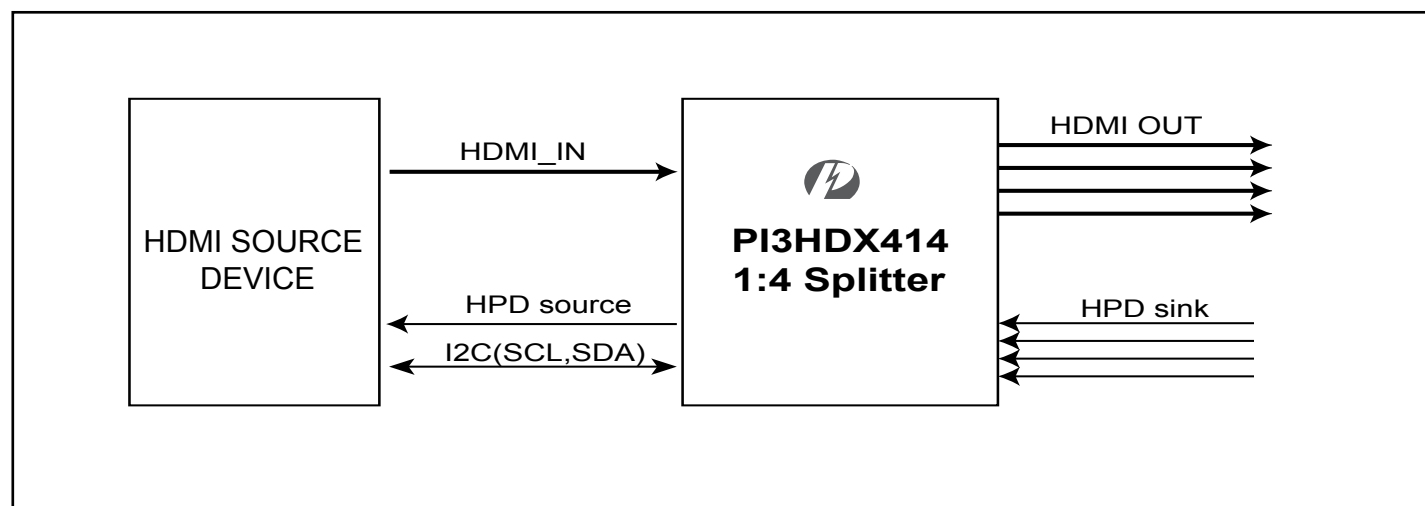 HDMI SOURCE
DEVICE
HDMI_IN
HPD source
I2C(SCL,SDA)
PI3HDX414
1:4 Splitter
HDMI OUT
HPD sink